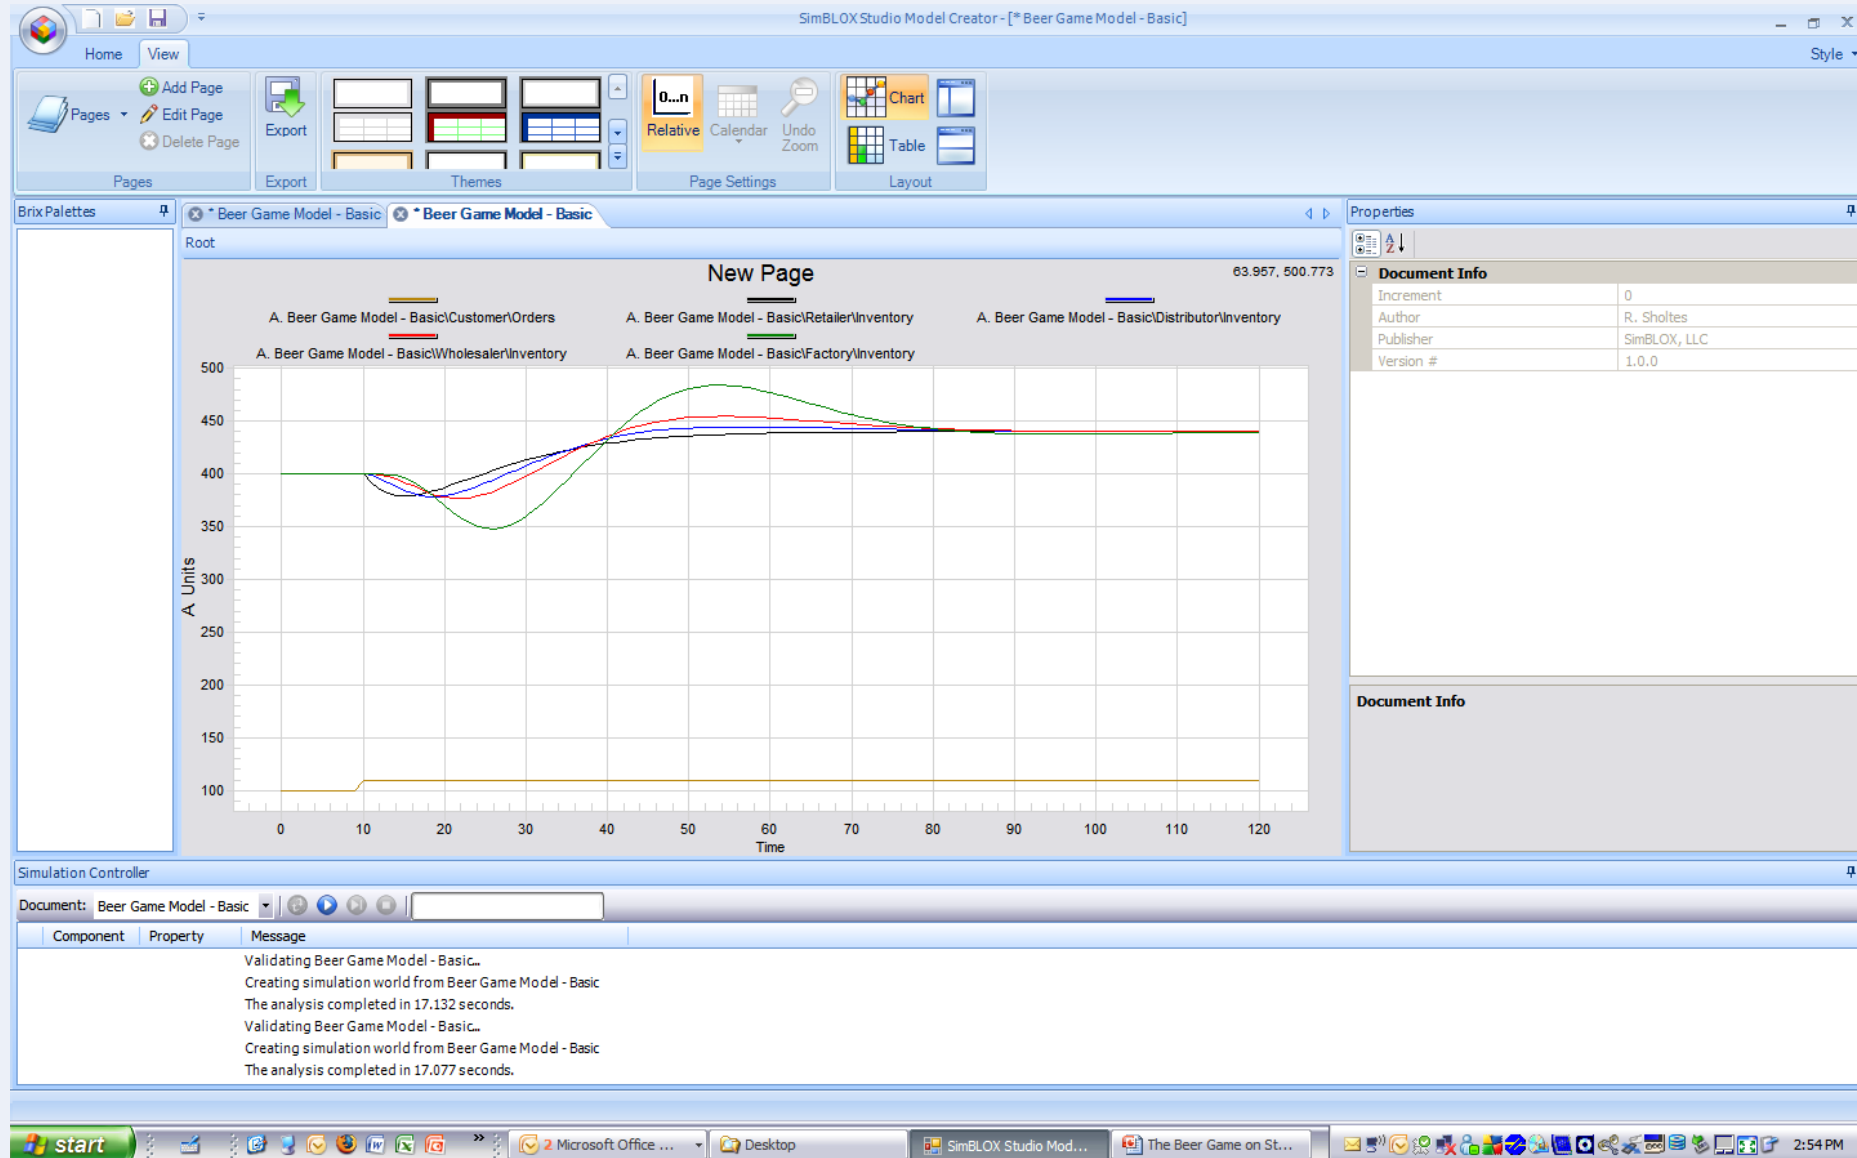 SimBLOX Studio Model Creator - [* Beer Game Model - Basic]
Home View Style
Pages
Add Page
Edit Page
Delete Page
Export
0...n
Relative Calendar Undo Zoom
Chart
Table
Pages Export Themes Page Settings Layout
Brix Palettes
* Beer Game Model - Basic * Beer Game Model - Basic
Properties
Root
New Page
63.957, 500.773
A. Beer Game Model - Basic\Customer\Orders A. Beer Game Model - Basic\Retailer\Inventory A. Beer Game Model - Basic\Distributor\Inventory
A. Beer Game Model - Basic\Wholesaler\Inventory A. Beer Game Model - Basic\Factory\Inventory
500
450
400
350
300
250
200
150
100
A. Units
0 10 20 30 40 50 60 70 80 90 100 110 120
Time
Document Info
Increment 0
Author R. Sholtes
Publisher SimBLOX, LLC
Version # 1.0.0
Document Info
Simulation Controller
Document: Beer Game Model - Basic
Component Property Message
Validating Beer Game Model - Basic...
Creating simulation world from Beer Game Model - Basic
The analysis completed in 17.132 seconds.
Validating Beer Game Model - Basic...
Creating simulation world from Beer Game Model - Basic
The analysis completed in 17.077 seconds.
start
2 Microsoft Office ...
Desktop
SimBLOX Studio Mod...
The Beer Game on St...
2:54 PM